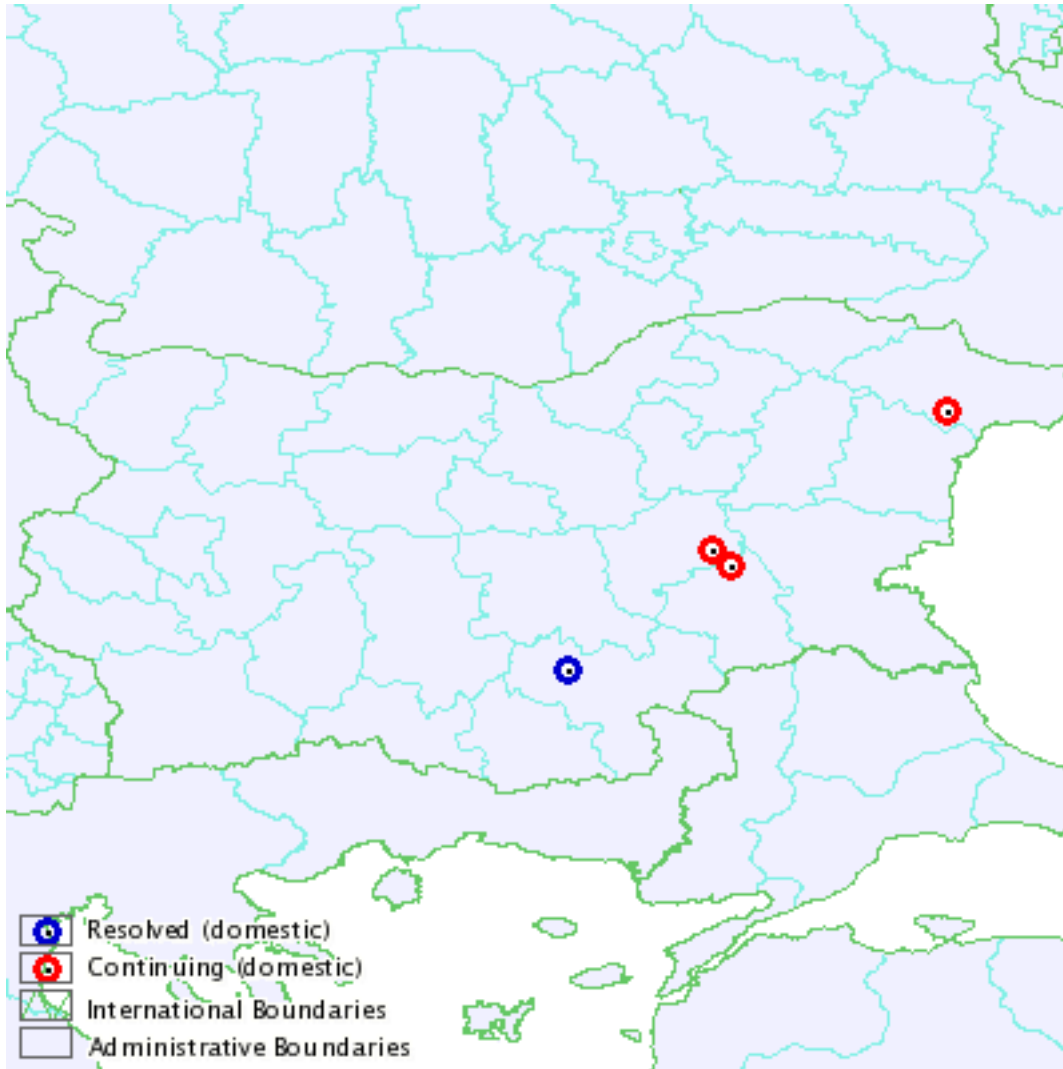 Resolved (domestic)
Continuing (domestic)
International Boundaries
Administrative Boundaries